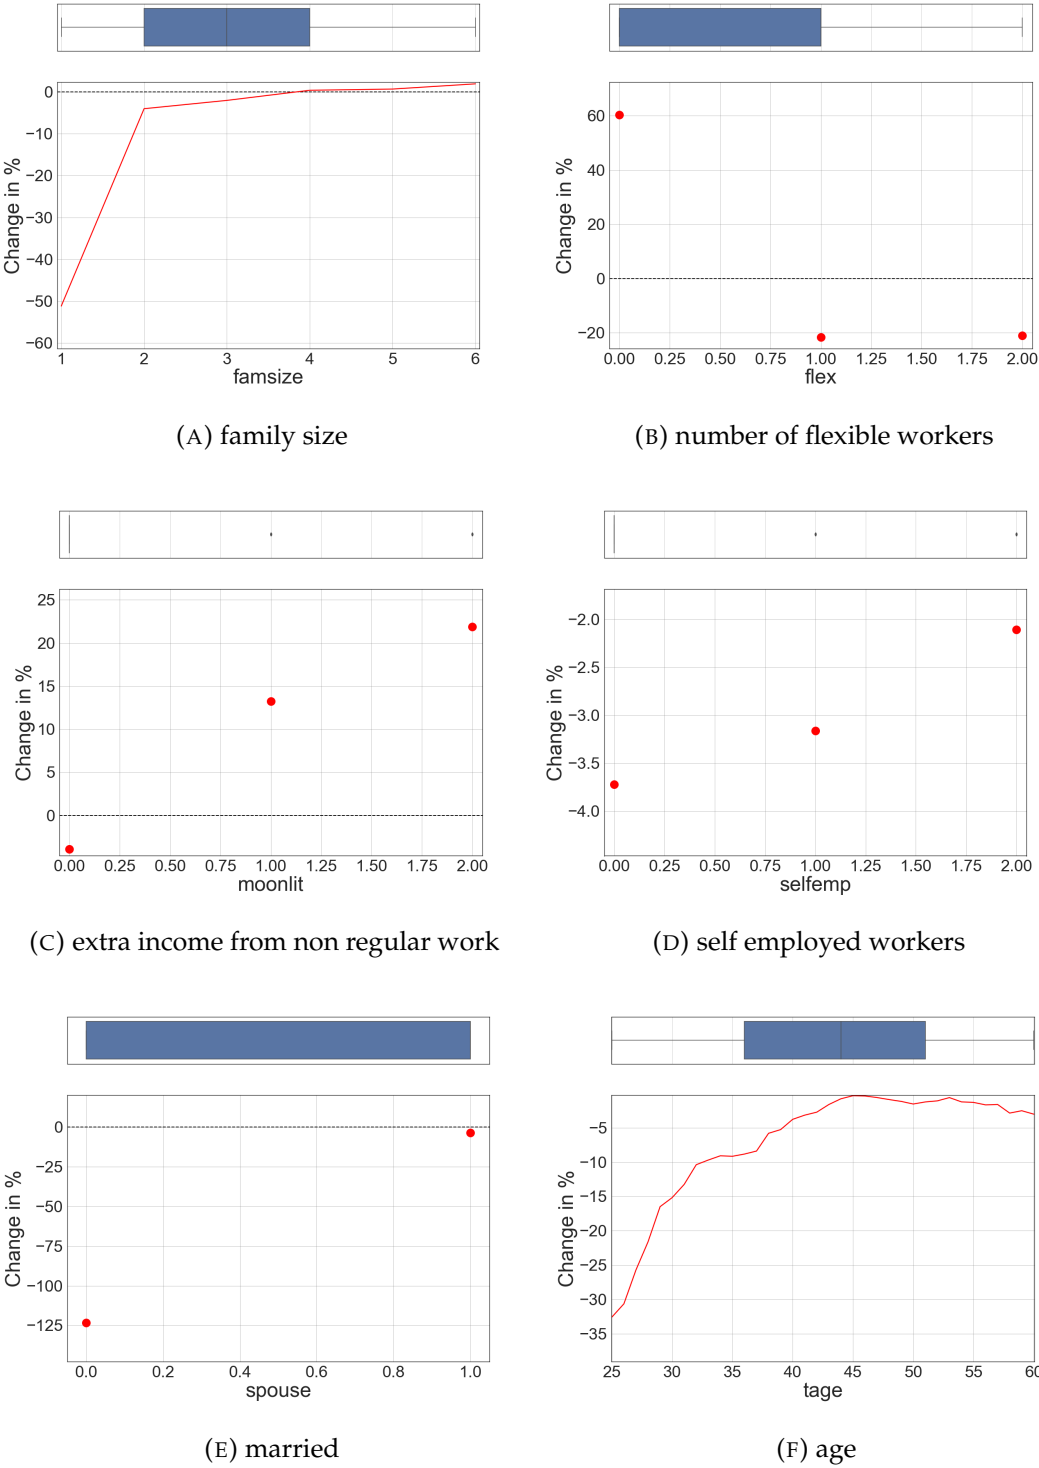 0
−10
−20
−30
−40
−50
−60
Change in %
1 2 3 4 5 6
famsize
(A) family size
60
40
20
0
−20
Change in %
0.00 0.25 0.50 0.75 1.00 1.25 1.50 1.75 2.00
flex
(B) number of flexible workers
25
20
15
10
5
0
Change in %
0.00 0.25 0.50 0.75 1.00 1.25 1.50 1.75 2.00
moonlit
(C) extra income from non regular work
−2.0
−2.5
−3.0
−3.5
−4.0
Change in %
0.00 0.25 0.50 0.75 1.00 1.25 1.50 1.75 2.00
selfemp
(D) self employed workers
0
−25
−50
−75
−100
−125
Change in %
0.0 0.2 0.4 0.6 0.8 1.0
spouse
(E) married
−5
−10
−15
−20
−25
−30
−35
Change in %
25 30 35 40 45 50 55 60
tage
(F) age